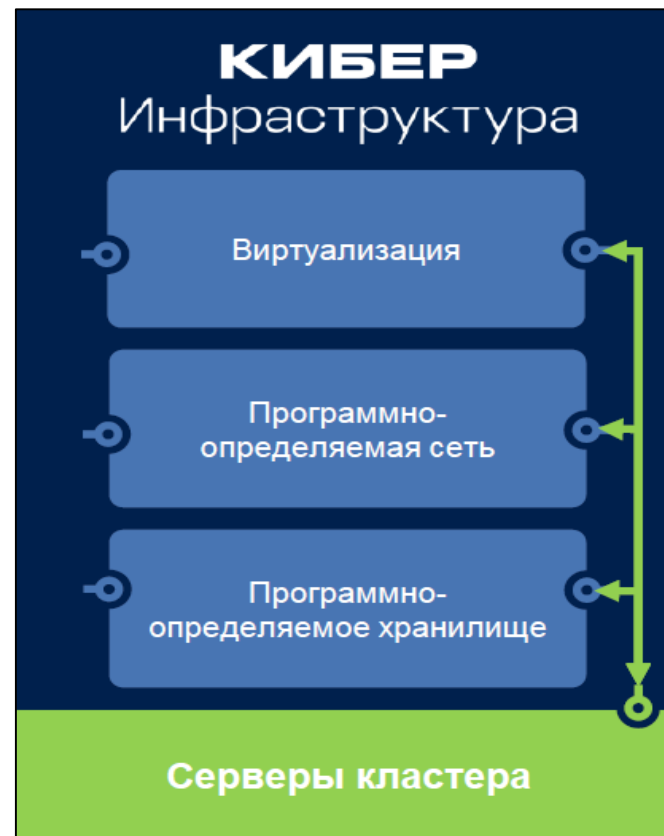 КИБЕР
Инфраструктура
Виртуализация
Программно-
определяемая сеть
Программно-
определяемое хранилище
Серверы кластера